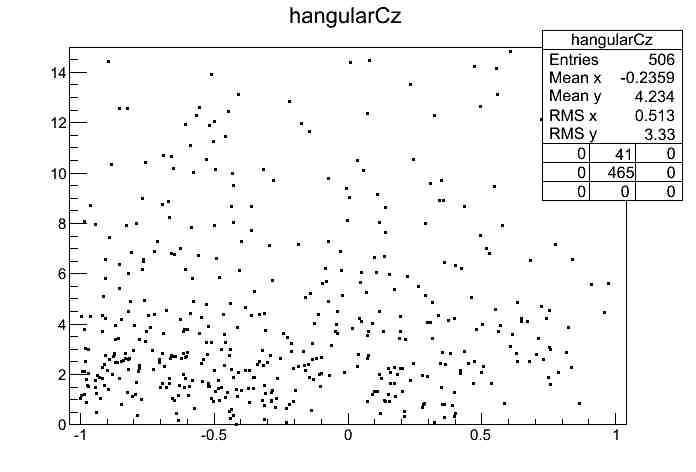 hangularCz
hangularCz
Entries 506
Mean x -0.2359
Mean y 4.234
RMS x 0.513
RMS y 3.33
0 41 0
0 465 0
0 0 0
14
12
10
8
6
4
2
0
-1 -0.5 0 0.5 1